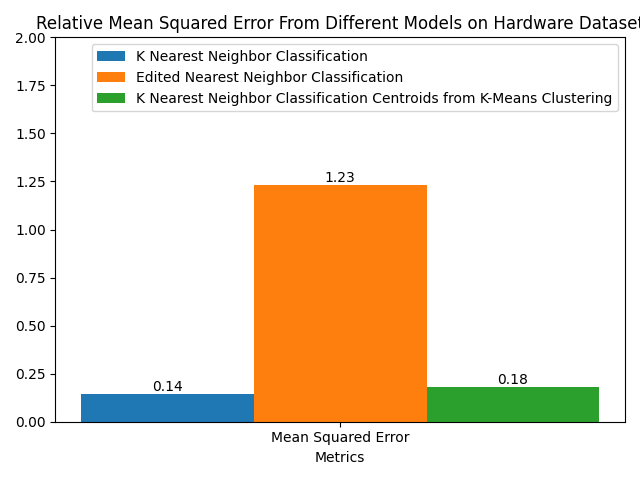 Relative Mean Squared Error From Different Models on Hardware Dataset
2.00
1.75
1.50
1.25
1.00
0.75
0.50
0.25
0.00
K Nearest Neighbor Classification
Edited Nearest Neighbor Classification
K Nearest Neighbor Classification Centroids from K-Means Clustering
0.14
1.23
0.18
Mean Squared Error
Metrics